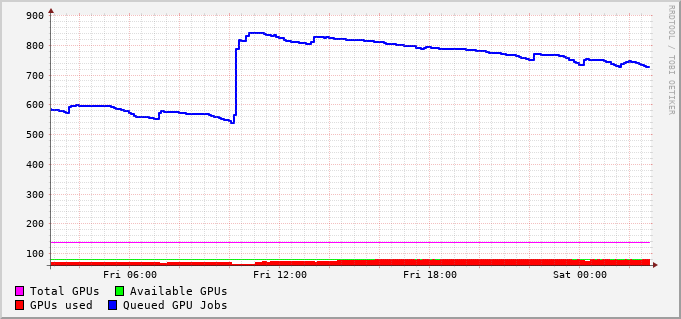 900
800
700
600
500
400
300
200
100
Fri 06:00 Fri 12:00 Fri 18:00 Sat 00:00
Total GPUs Available GPUs
GPUs used Queued GPU Jobs
RRDTOOL / TOBI OETIKER